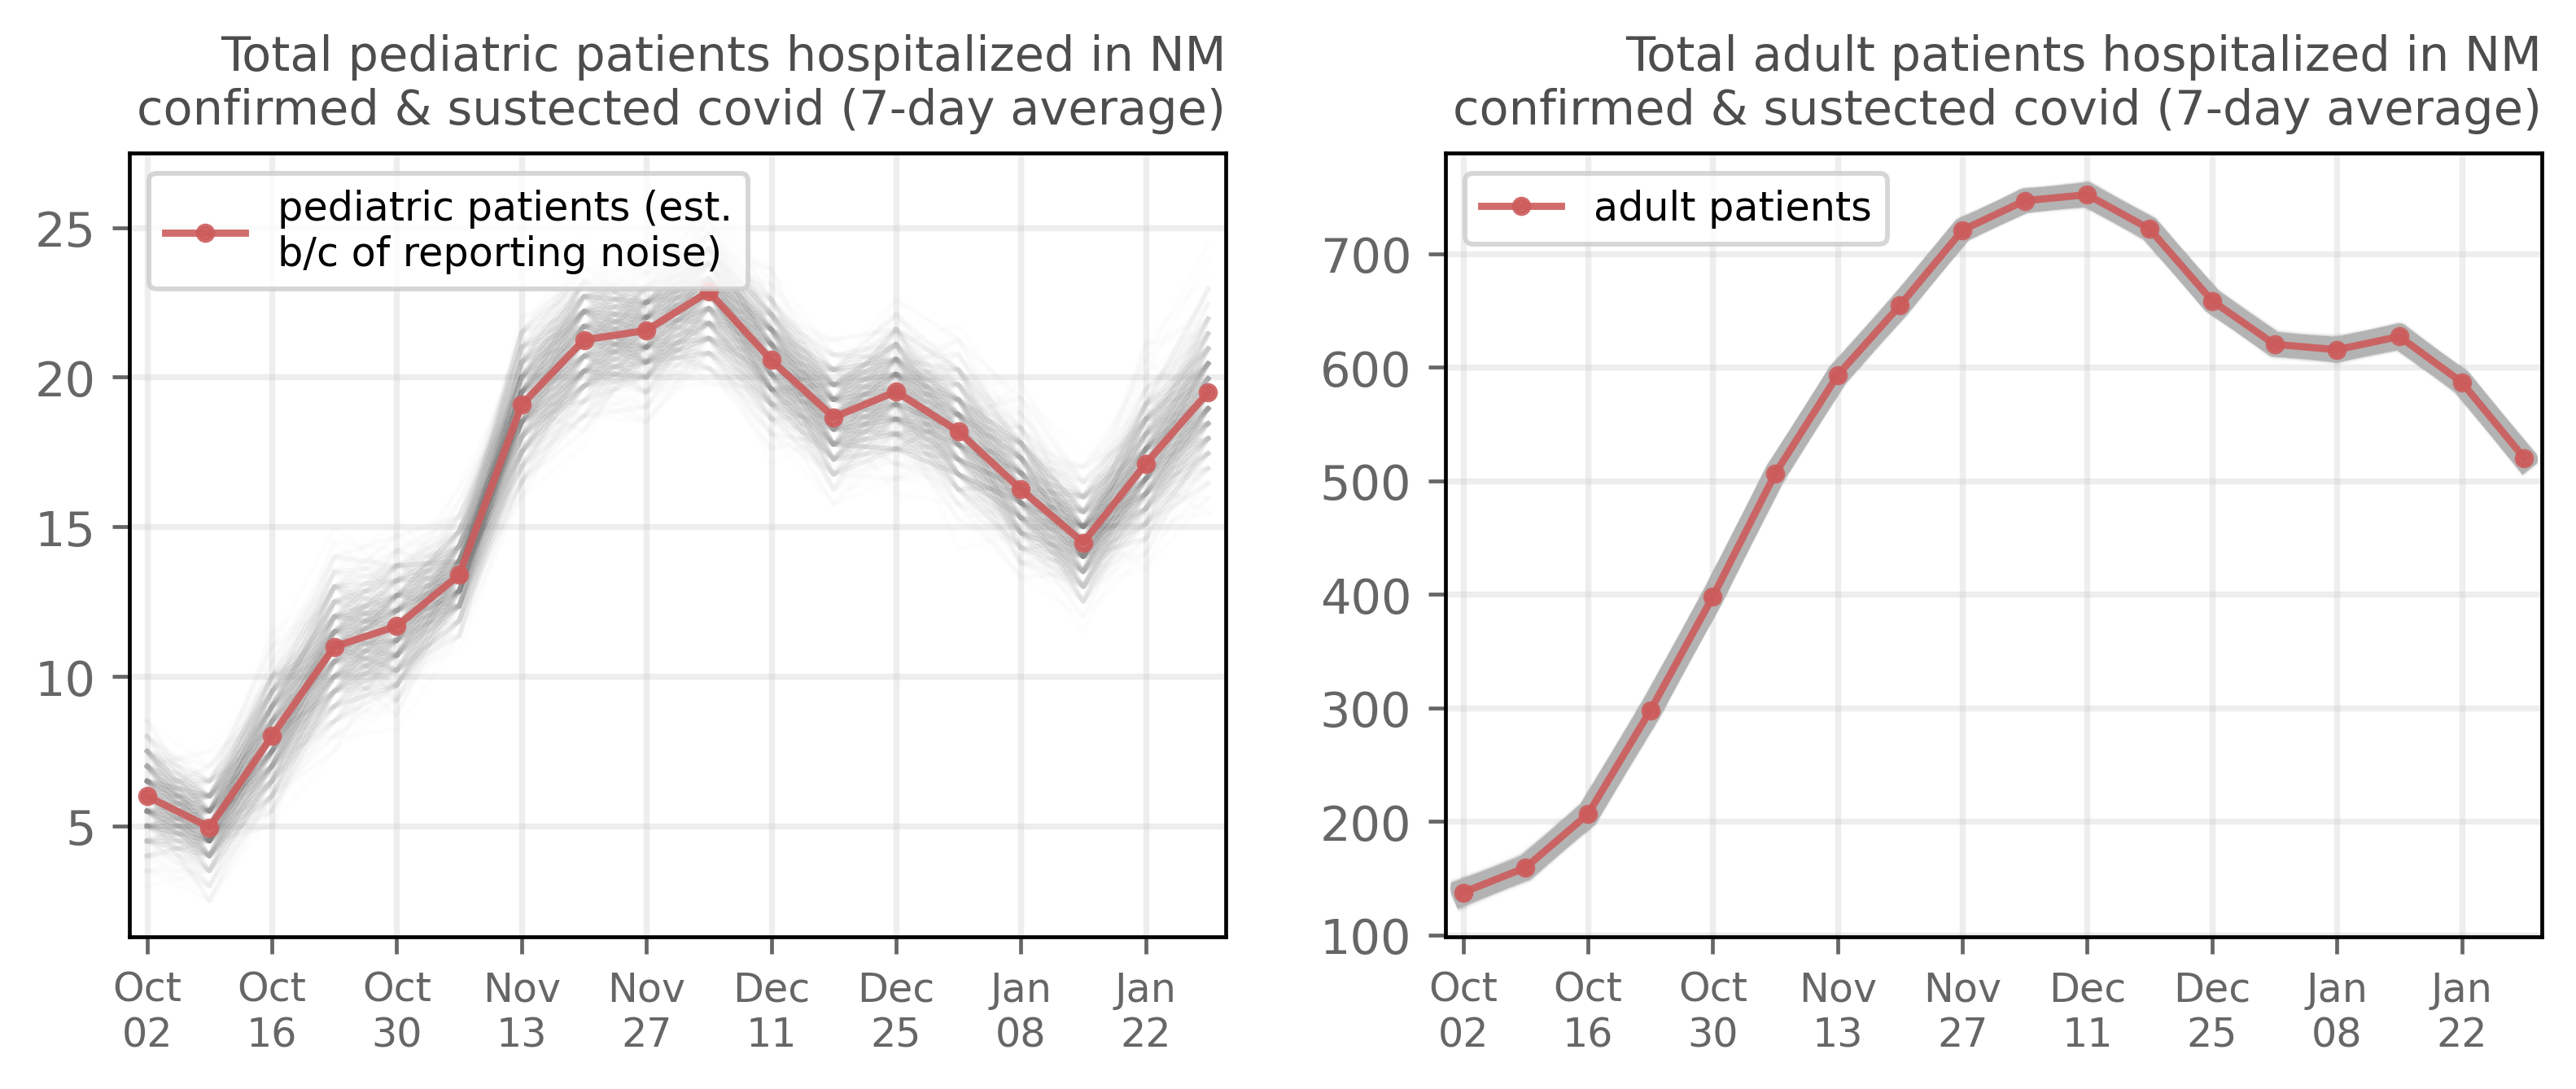 Total pediatric patients hospitalized in NM
confirmed & sustected covid (7-day average)
pediatric patients (est.
b/c of reporting noise)
25
20
15
10
5
Oct Oct Oct Nov Nov Dec Dec Jan Jan
02 16 30 13 27 11 25 08 22
Total adult patients hospitalized in NM
confirmed & sustected covid (7-day average)
adult patients
700
600
500
400
300
200
100
Oct Oct Oct Nov Nov Dec Dec Jan Jan
02 16 30 13 27 11 25 08 22